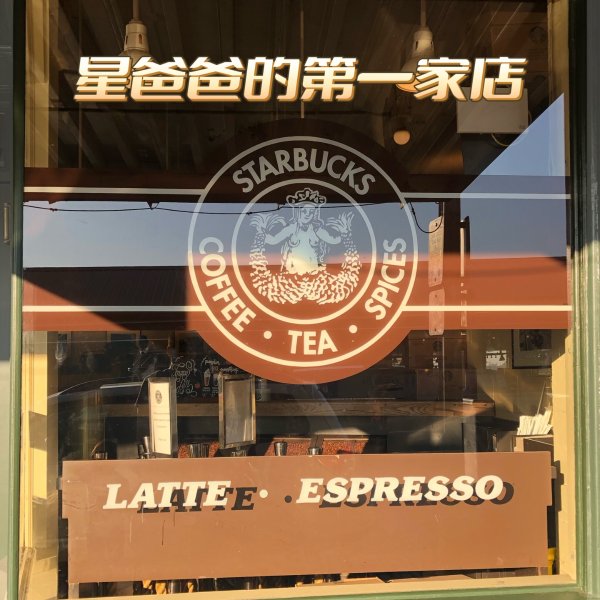 星爸爸的第一家店
STARBUCKS
COFFEE • TEA • SPICES
LATTE • ESPRESSO